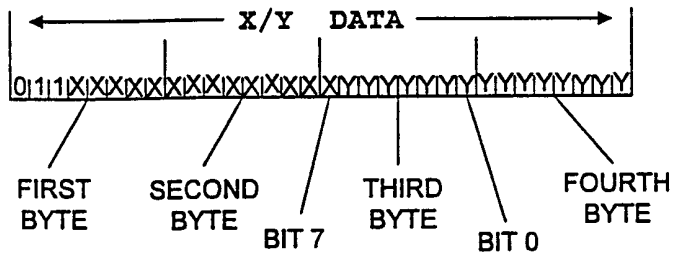 X/Y DATA
0|1|1|X|X|X|X|X|X|X|X|X|X|X|X|X|X|Y|Y|Y|Y|Y|Y|Y|Y|Y|Y|Y|Y|Y|Y|Y
FIRST BYTE
SECOND BYTE
BIT 7
THIRD BYTE
BIT 0
FOURTH BYTE